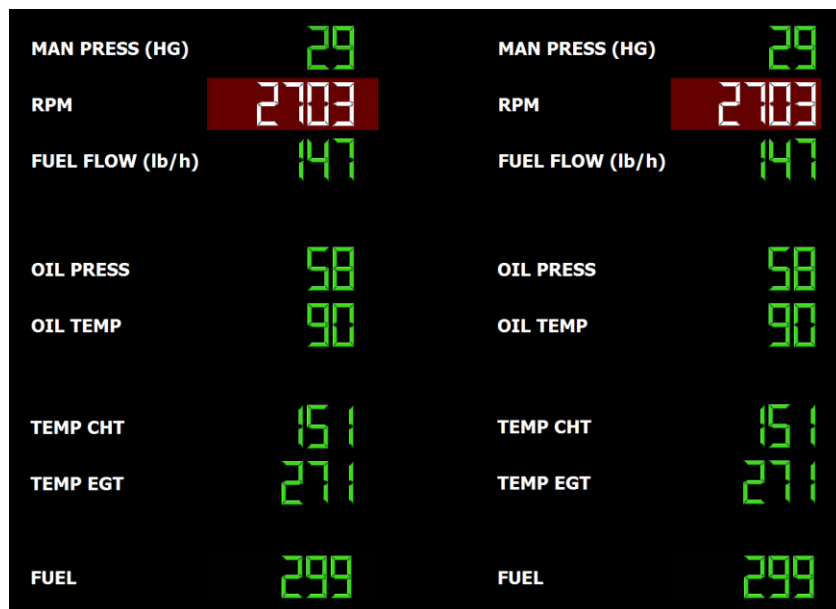 MAN PRESS (HG) 29 MAN PRESS (HG) 29
RPM 2703 RPM 2703
FUEL FLOW (lb/h) 147 FUEL FLOW (lb/h) 147
OIL PRESS 58 OIL PRESS 58
OIL TEMP 90 OIL TEMP 90
TEMP CHT 151 TEMP CHT 151
TEMP EGT 271 TEMP EGT 271
FUEL 299 FUEL 299